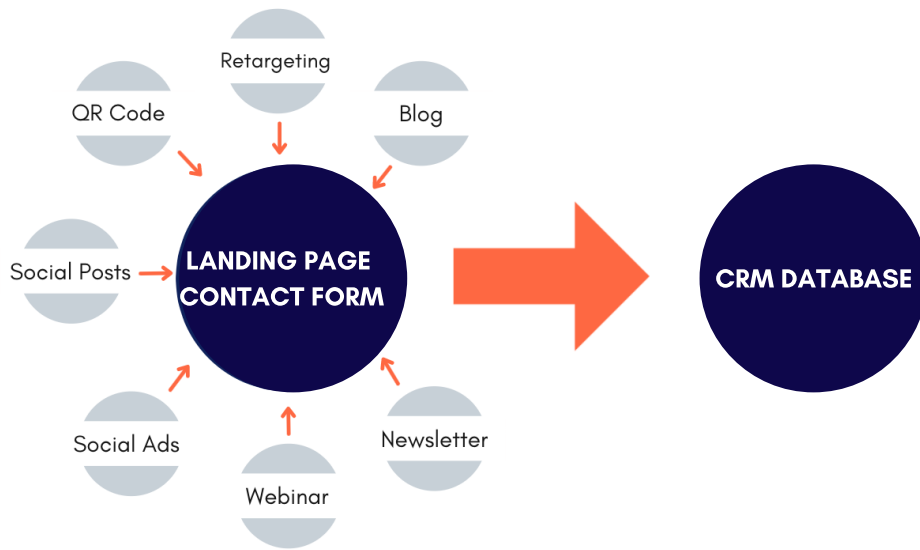 Retargeting
QR Code
Blog
Social Posts
LANDING PAGE
CONTACT FORM
CRM DATABASE
Social Ads
Newsletter
Webinar